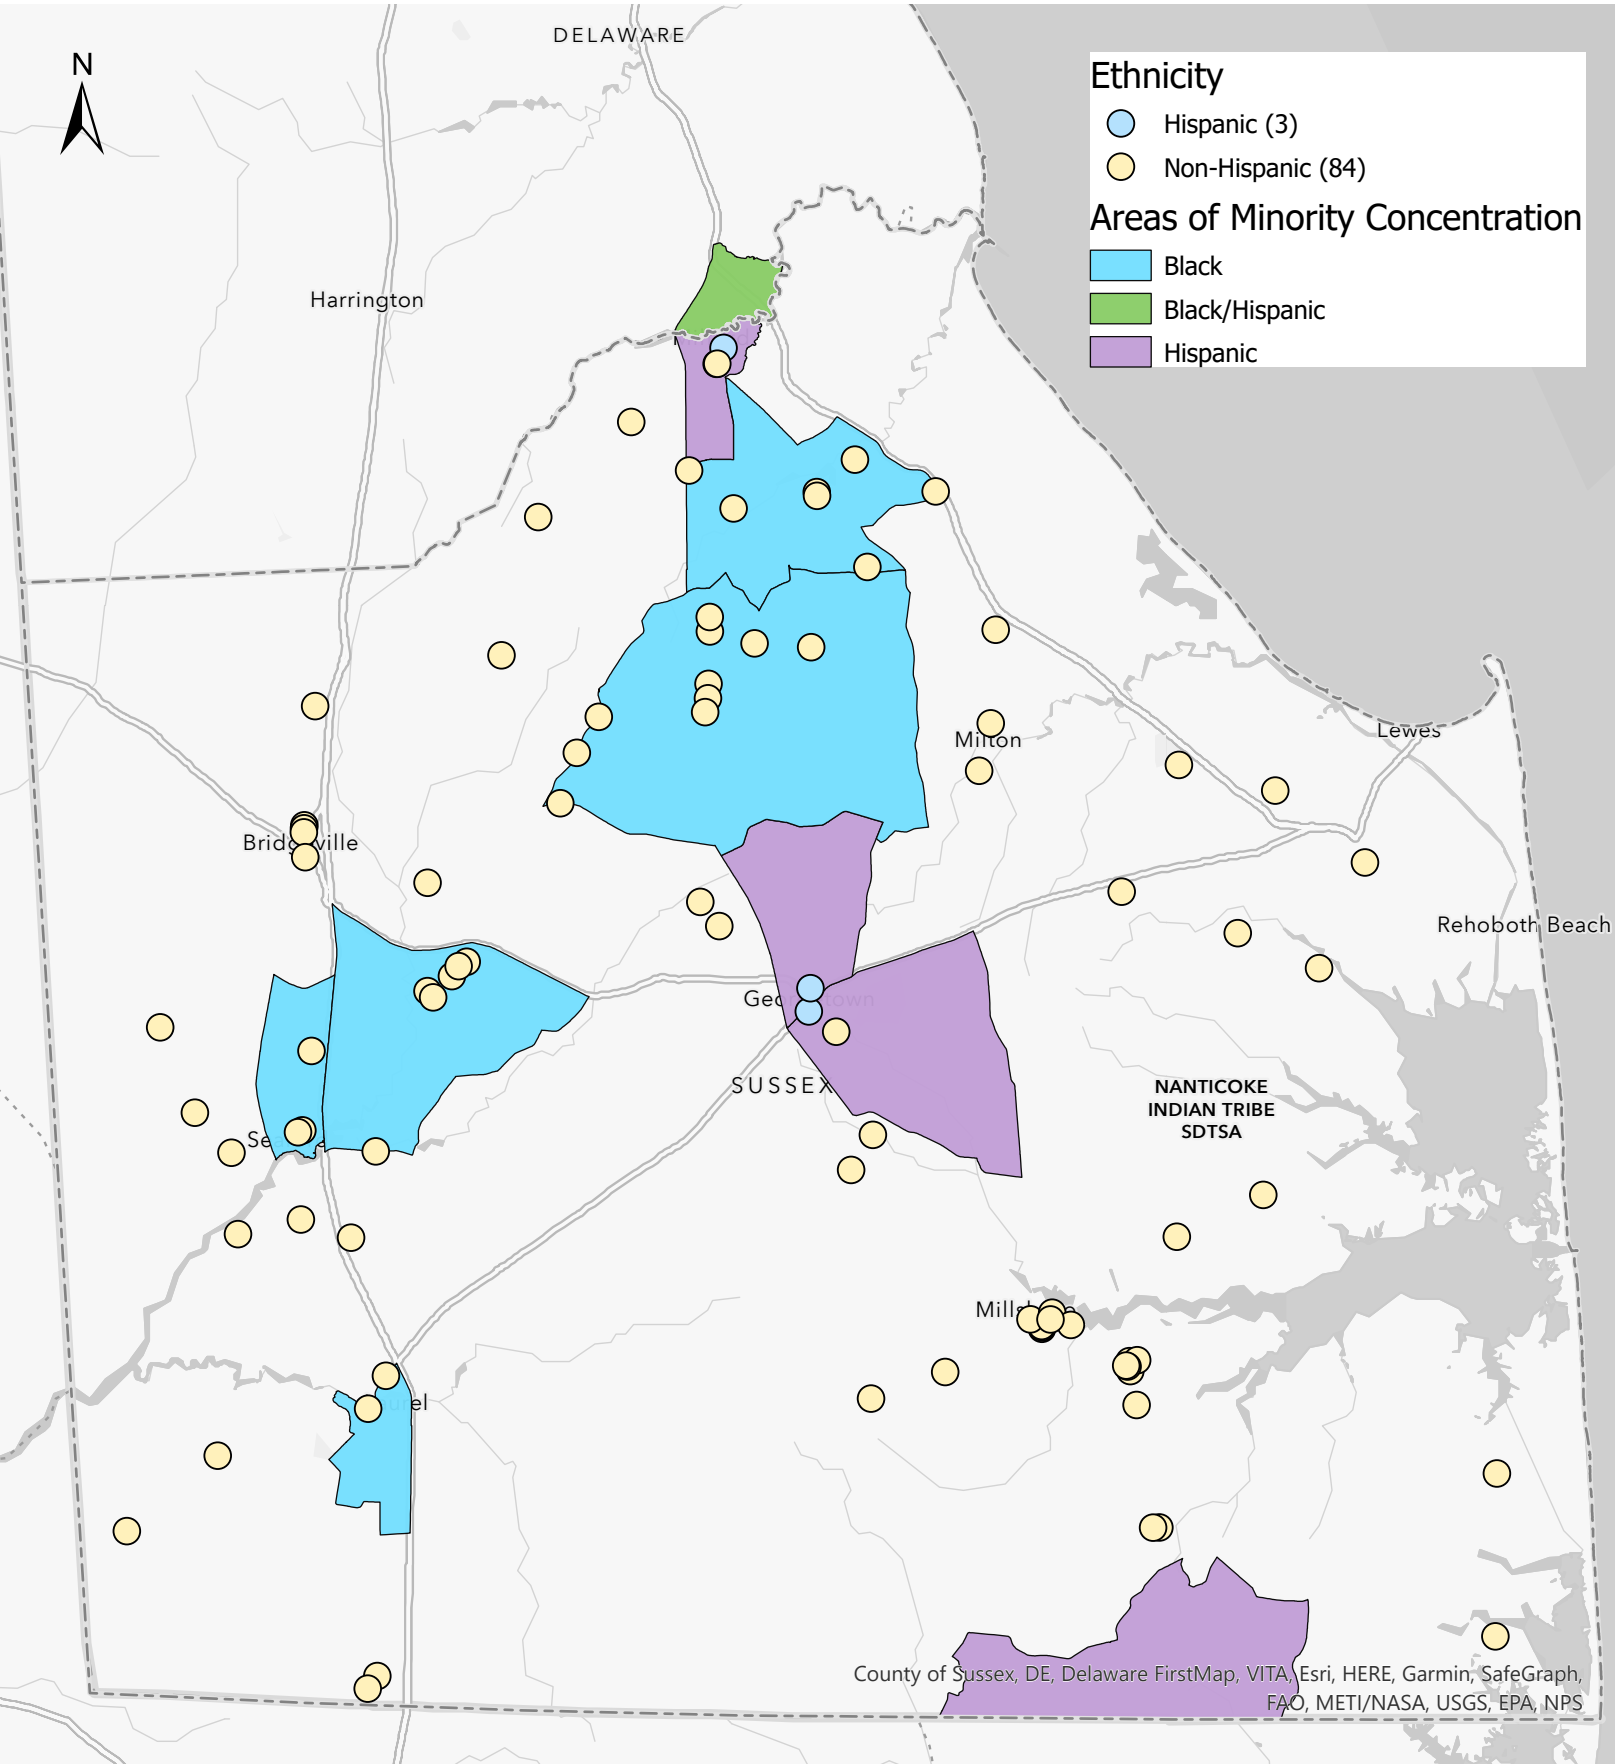 DELAWARE
N
Ethnicity
Hispanic (3)
Non-Hispanic (84)
Areas of Minority Concentration
Black
Black/Hispanic
Hispanic
Harrington
Milton
Lewes
Rehoboth Beach
SUSSEX
NANTICOKE
INDIAN TRIBE
SDTSA
County of Sussex, DE, Delaware FirstMap, VITA, Esri, HERE, Garmin, SafeGraph,
FAO, METI/NASA, USGS, EPA, NPS